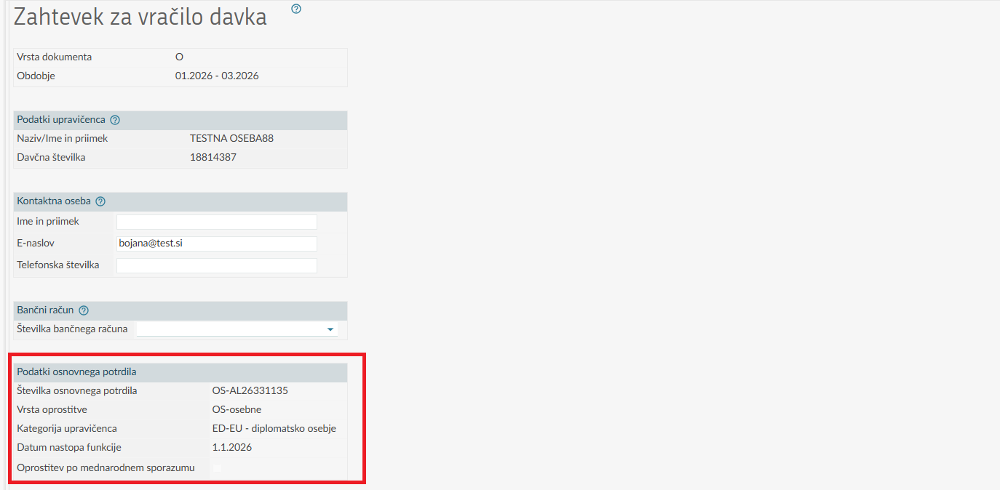 Zahtevek za vračilo davka
Vrsta dokumenta O
Obdobje 01.2026 - 03.2026
Podatki upravičenca
Naziv/Ime in priimek TESTNA OSEBA88
Davčna številka 18814387
Kontaktna oseba
Ime in priimek
E-naslov bojana@test.si
Telefonska številka
Bančni račun
Številka bančnega računa
Podatki osnovnega potrdila
Številka osnovnega potrdila OS-AL26331135
Vrsta oprostitve OS-osebne
Kategorija upravičenca ED-EU - diplomatsko osebje
Datum nastopa funkcije 1.1.2026
Oprostitev po mednarodnem sporazumu